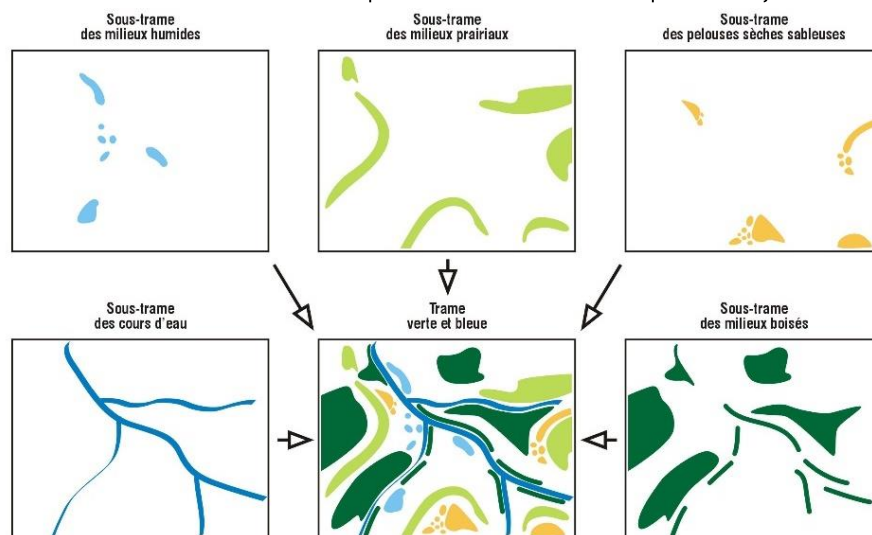 Sous-trame
des milieux humides
Sous-trame
des milieux prairiaux
Sous-trame
des pelouses sèches sableuses
Sous-trame
des cours d'eau
Trame
verte et bleue
Sous-trame
des milieux boisés